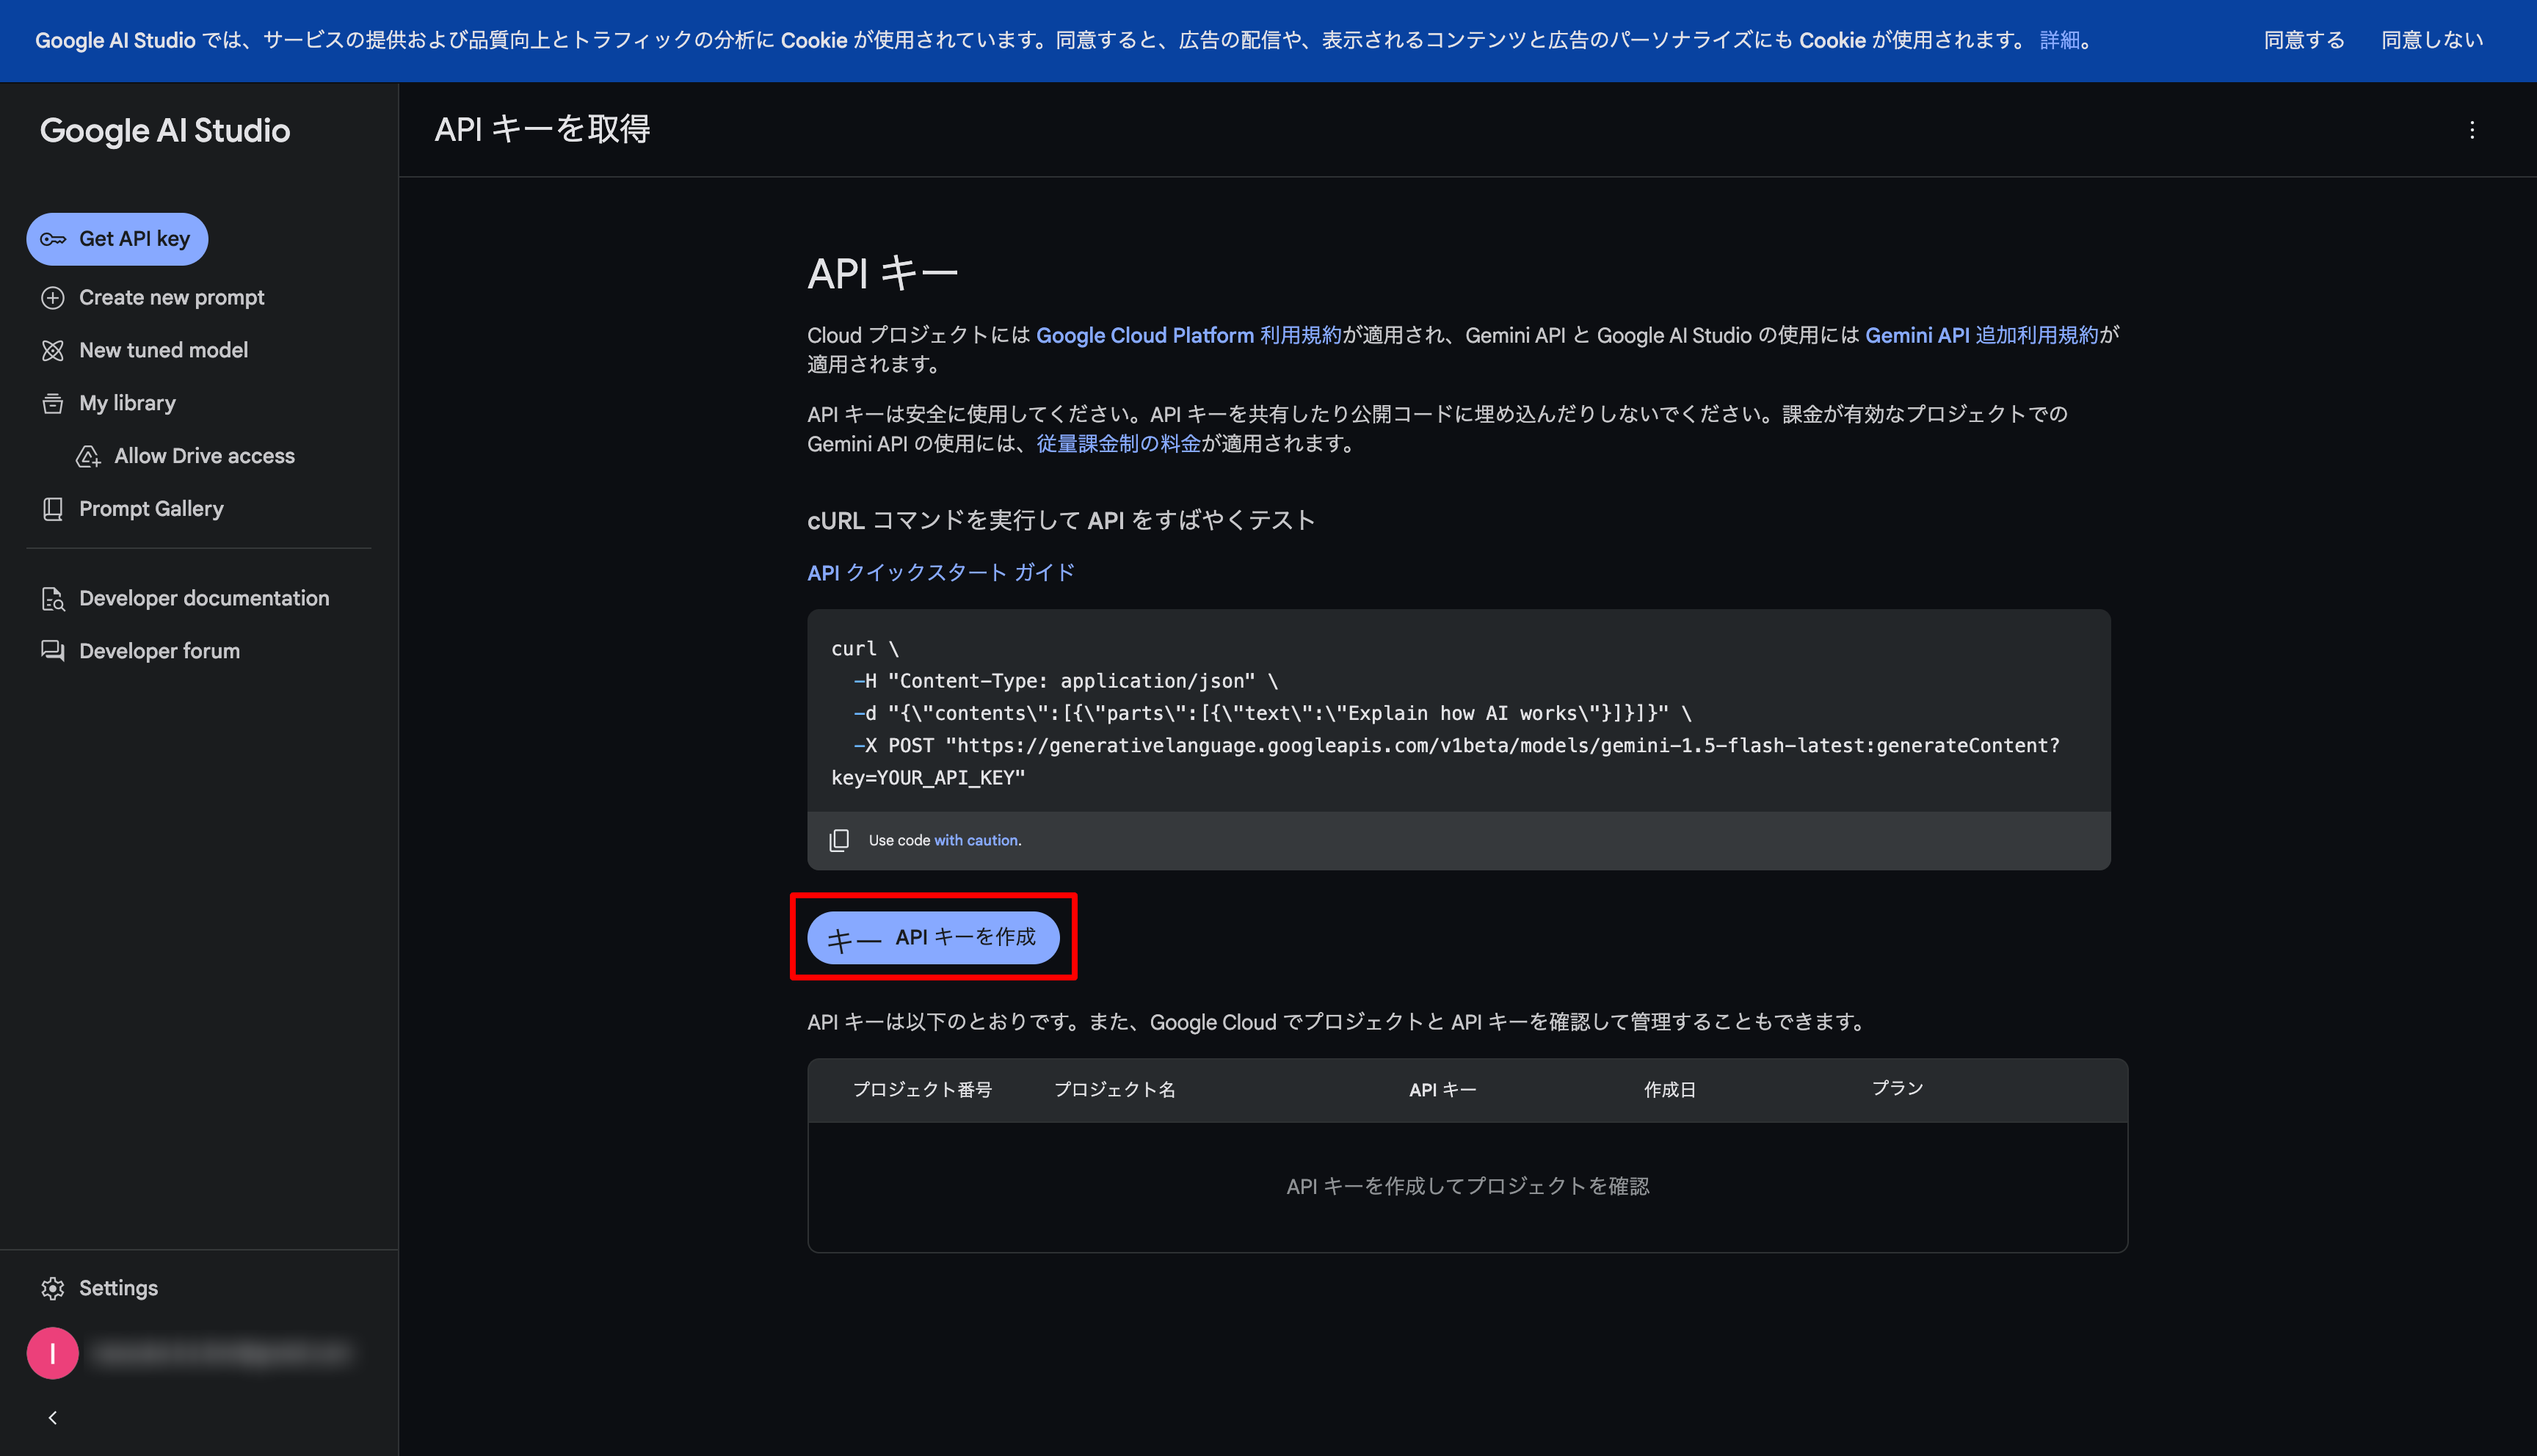 Google AI Studio では、サービスの提供および品質向上とトラフィックの分析に Cookie が使用されています。同意すると、広告の配信や、表示されるコンテンツと広告のパーソナライズにも Cookie が使用されます。 詳細。 同意する 同意しない
Google AI Studio
API キーを取得
Get API key
Create new prompt
New tuned model
My library
Allow Drive access
Prompt Gallery
Developer documentation
Developer forum
API キー
Cloud プロジェクトには Google Cloud Platform 利用規約が適用され、Gemini API と Google AI Studio の使用には Gemini API 追加利用規約が
適用されます。
API キーは安全に使用してください。API キーを共有したり公開コードに埋め込んだりしないでください。課金が有効なプロジェクトでの
Gemini API の使用には、従量課金制の料金が適用されます。
cURL コマンドを実行して API をすばやくテスト
API クイックスタート ガイド
curl \
-H "Content-Type: application/json" \
-d "{\"contents\":[{\"parts\":[{\"text\":\"Explain how AI works\"}]}]}" \
-X POST "https://generativelanguage.googleapis.com/v1beta/models/gemini-1.5-flash-latest:generateContent?
key=YOUR_API_KEY"
Use code with caution.
キー API キーを作成
API キーは以下のとおりです。また、Google Cloud でプロジェクトと API キーを確認して管理することもできます。
プロジェクト番号 プロジェクト名 API キー 作成日 プラン
API キーを作成してプロジェクトを確認
Settings
I